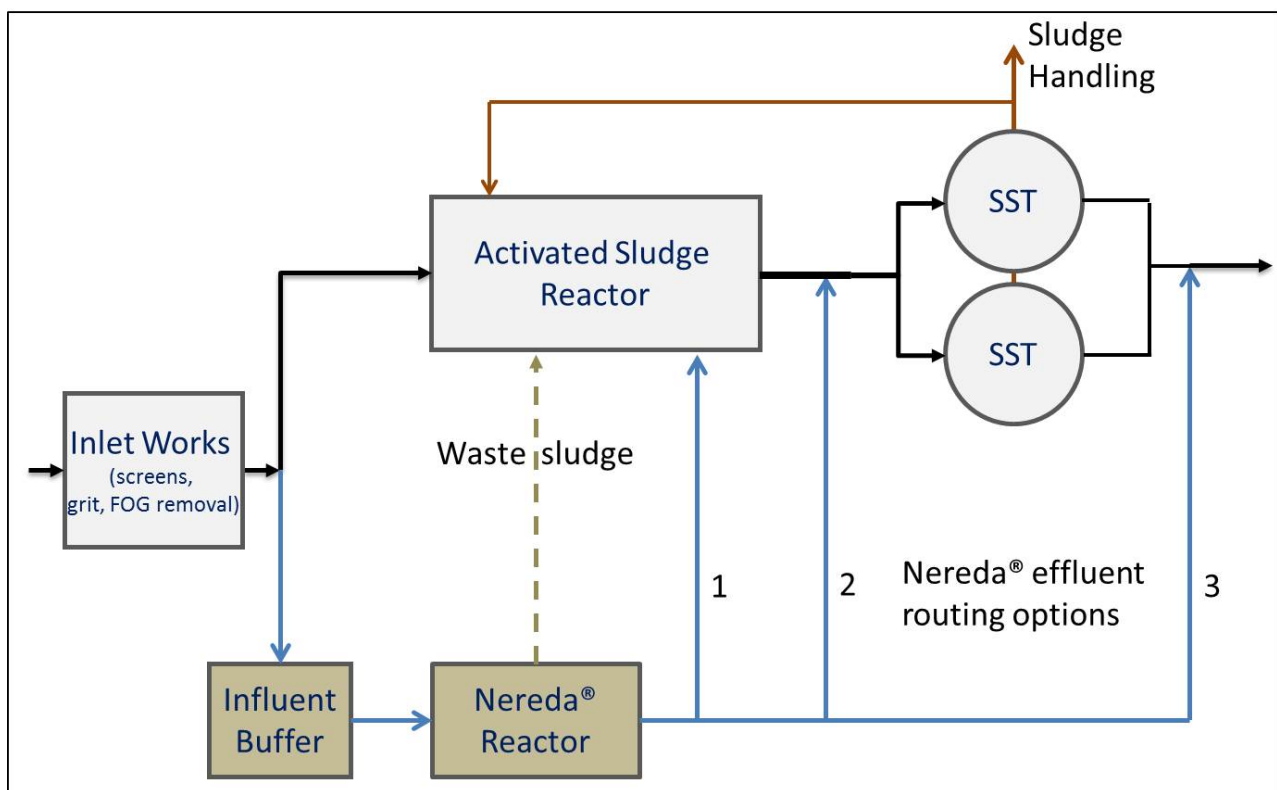 Sludge
Handling
SST
Activated Sludge
Reactor
SST
Inlet Works
(screens,
grit, FOG removal)
Waste sludge
1
2
Nereda® effluent
routing options
3
Influent
Buffer
Nereda®
Reactor